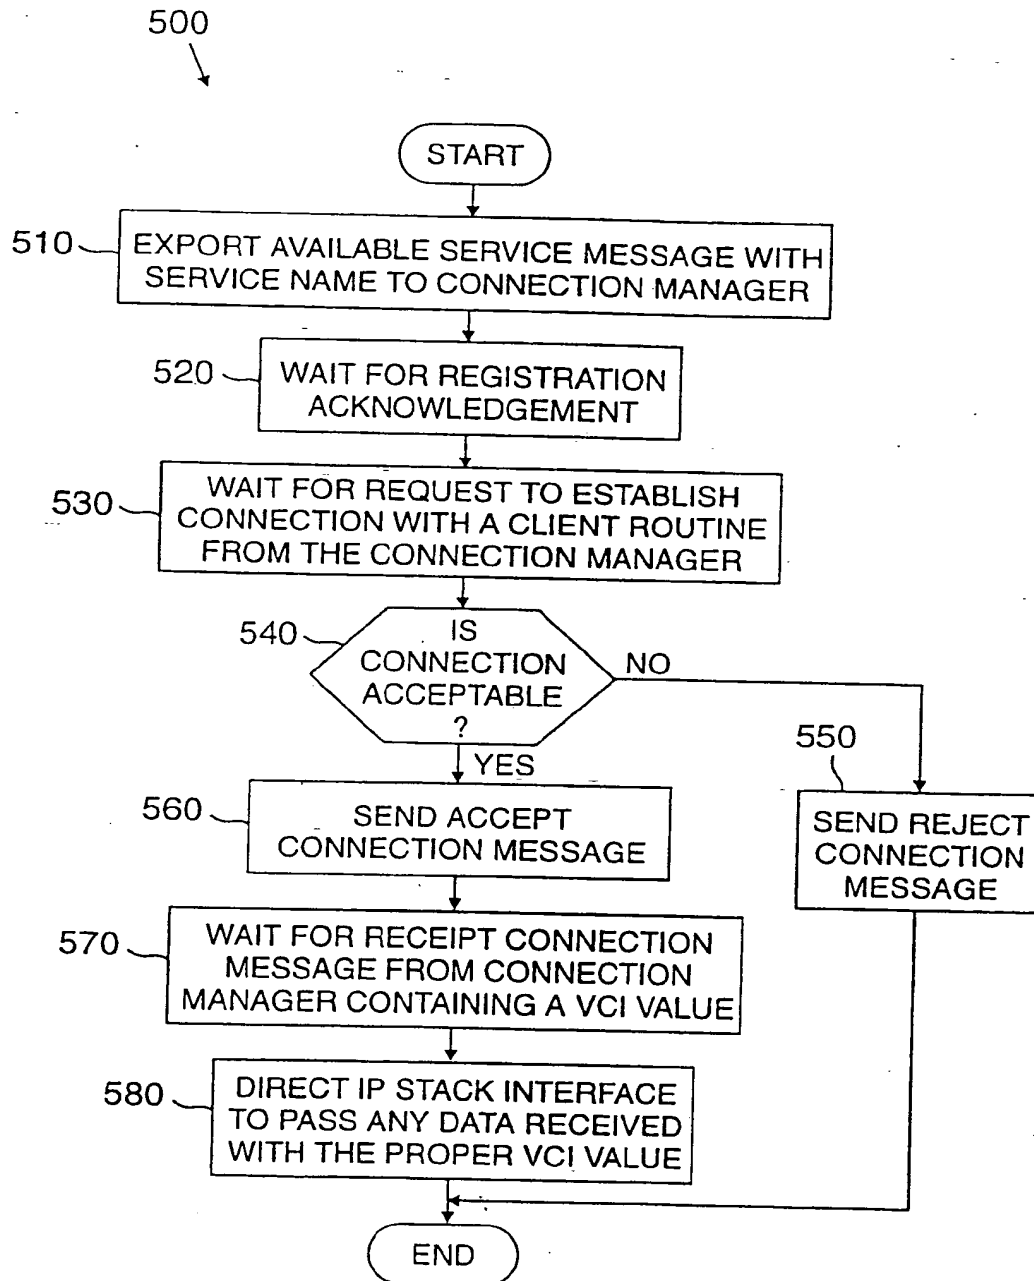 500
START
510
EXPORT AVAILABLE SERVICE MESSAGE WITH
SERVICE NAME TO CONNECTION MANAGER
520
WAIT FOR REGISTRATION
ACKNOWLEDGEMENT
530
WAIT FOR REQUEST TO ESTABLISH
CONNECTION WITH A CLIENT ROUTINE
FROM THE CONNECTION MANAGER
540
IS
CONNECTION
ACCEPTABLE
?
NO
YES
550
SEND REJECT
CONNECTION
MESSAGE
560
SEND ACCEPT
CONNECTION MESSAGE
570
WAIT FOR RECEIPT CONNECTION
MESSAGE FROM CONNECTION
MANAGER CONTAINING A VCI VALUE
580
DIRECT IP STACK INTERFACE
TO PASS ANY DATA RECEIVED
WITH THE PROPER VCI VALUE
END